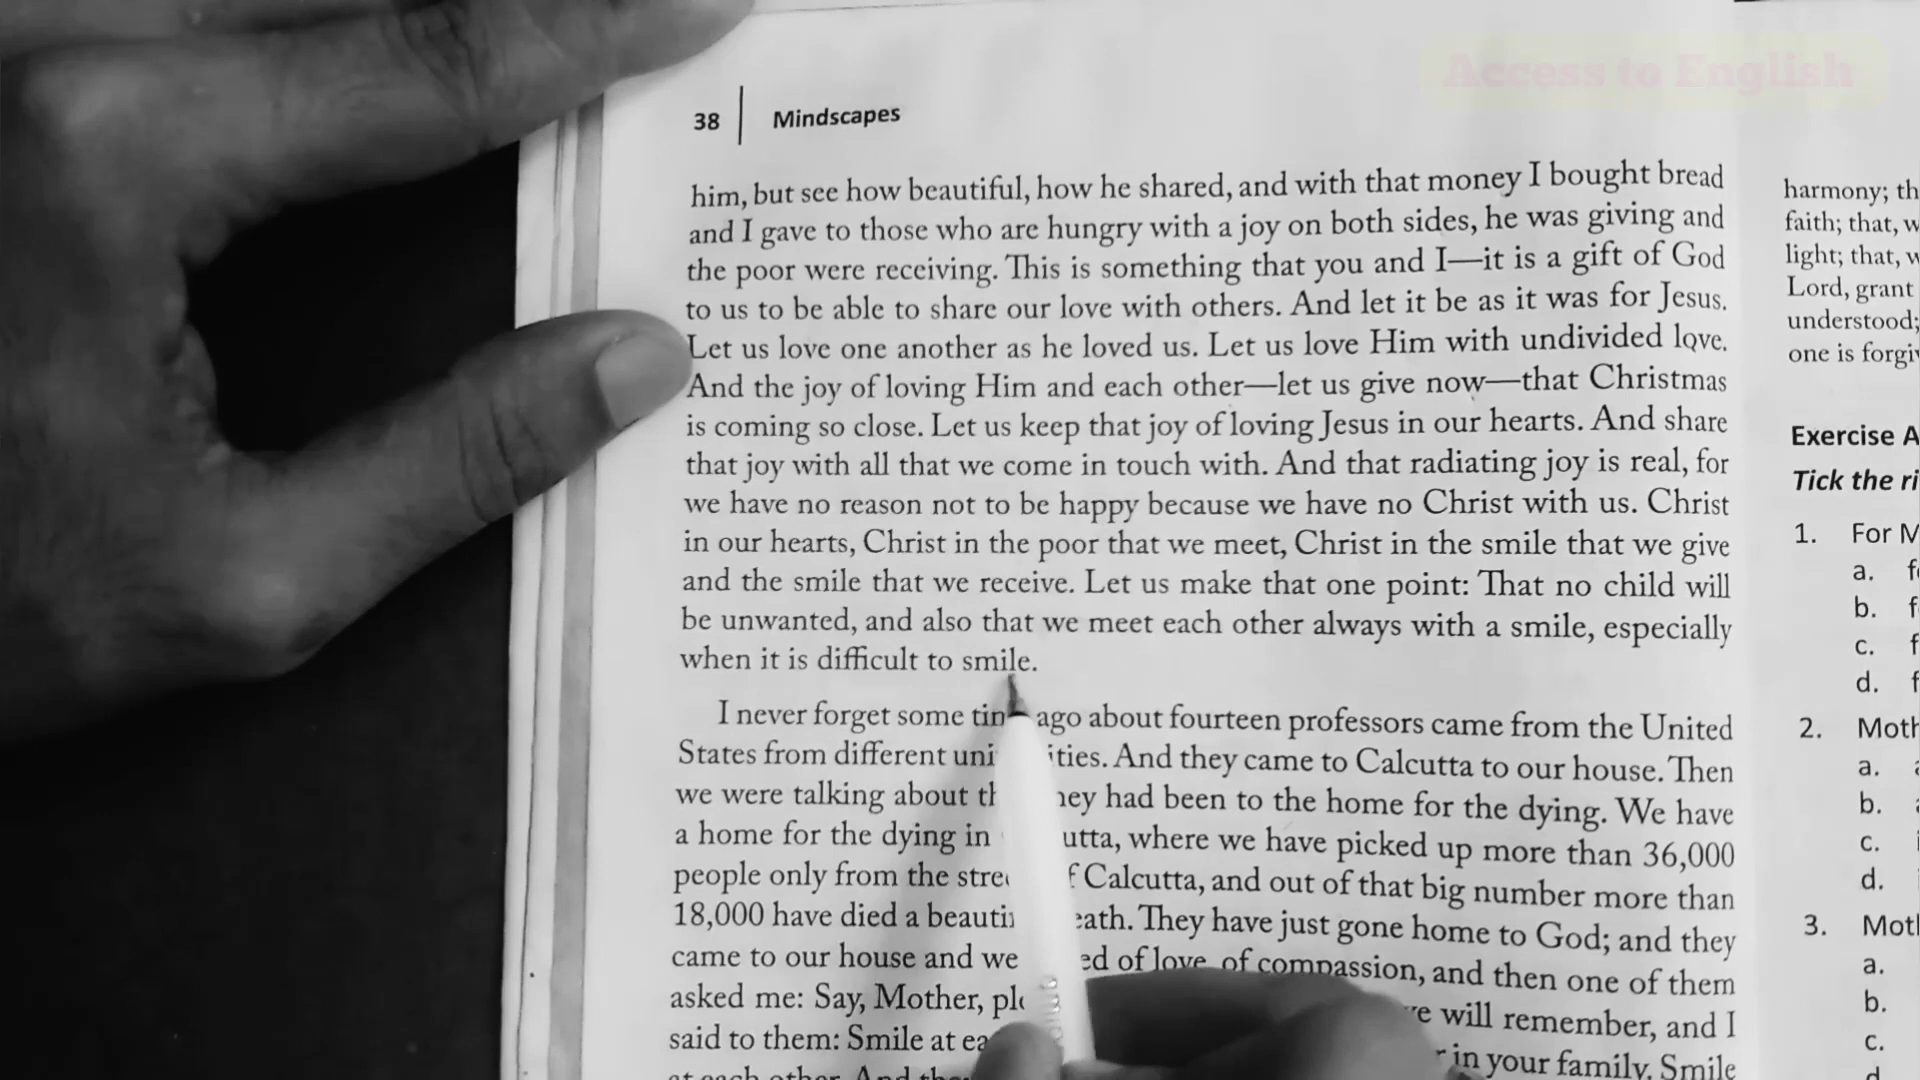 Access to English
38 | Mindscapes
him, but see how beautiful, how he shared, and with that money I bought bread
and I gave to those who are hungry with a joy on both sides, he was giving and
the poor were receiving. This is something that you and I—it is a gift of God
to us to be able to share our love with others. And let it be as it was for Jesus.
Let us love one another as he loved us. Let us love Him with undivided love.
And the joy of loving Him and each other—let us give now—that Christmas
is coming so close. Let us keep that joy of loving Jesus in our hearts. And share
that joy with all that we come in touch with. And that radiating joy is real, for
we have no reason not to be happy because we have no Christ with us. Christ
in our hearts, Christ in the poor that we meet, Christ in the smile that we give
and the smile that we receive. Let us make that one point: That no child will
be unwanted, and also that we meet each other always with a smile, especially
when it is difficult to smile.
I never forget some ago about fourteen professors came from the United
States from different And they came to Calcutta to our house. Then
we were talking about had been to the home for the dying. We have
a home for the dying in where we have picked up more than 36,000
people only from the Calcutta, and out of that big number more than
18,000 have died a They have just gone home to God; and they
came to our house and we of love, of compassion, and then one of them
asked me: Say, Mother, will remember, and I
said to them: Smile at in your family. Smile
at each other. And
harmony;
faith; that,
light; that,
Lord, grant
understood;
one is
Exercise A
Tick the
1. For
a.
b.
c.
d.
2.
a.
b.
c.
d.
3.
a.
b.
c.
d.